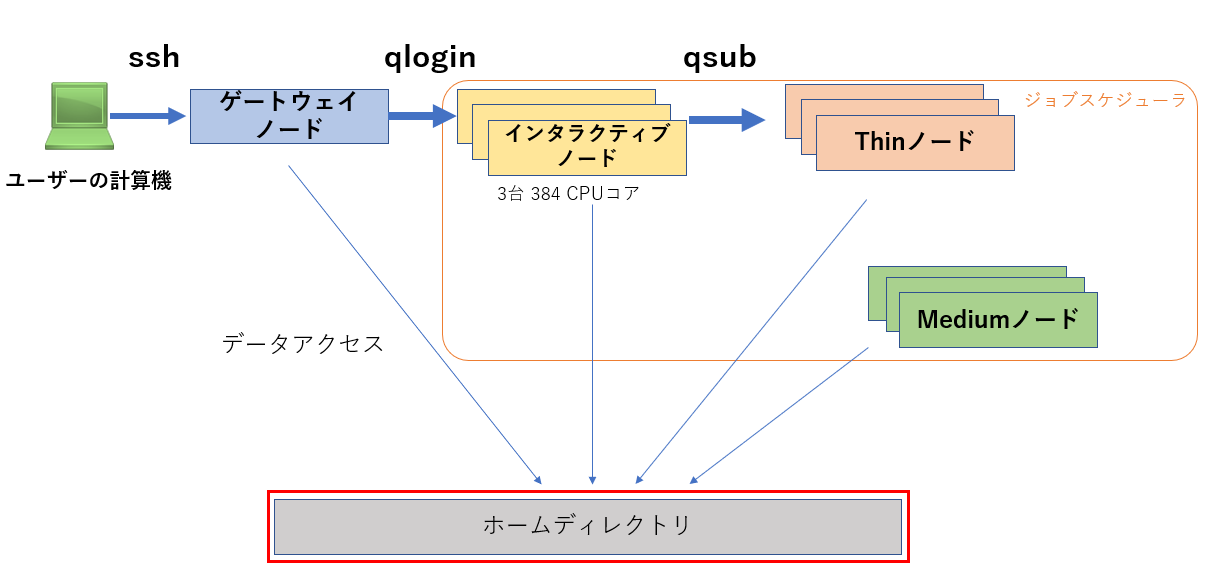 ssh
qlogin
qsub
ジョブスケジューラ
ゲートウェイ
ノード
インタラクティブ
ノード
Thinノード
ユーザーの計算機
3台 384 CPUコア
Mediumノード
データアクセス
ホームディレクトリ